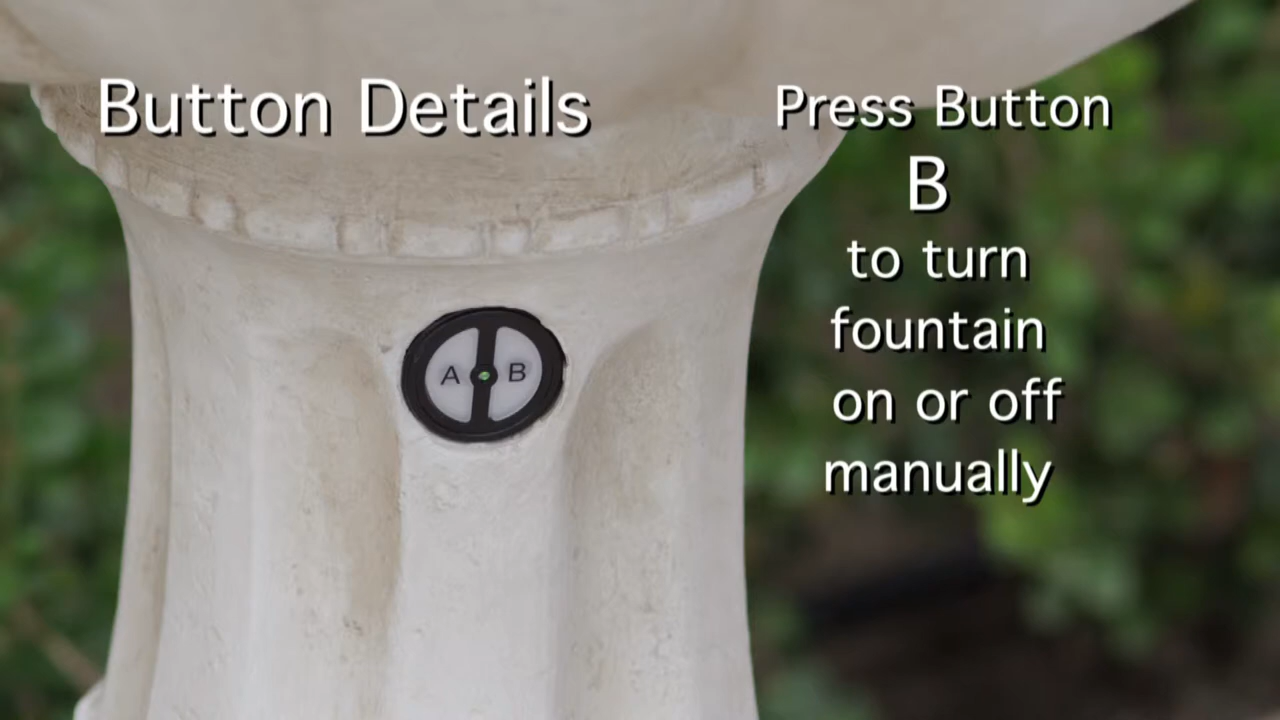 Button Details
Press Button
B
to turn
fountain
on or off
manually
A B